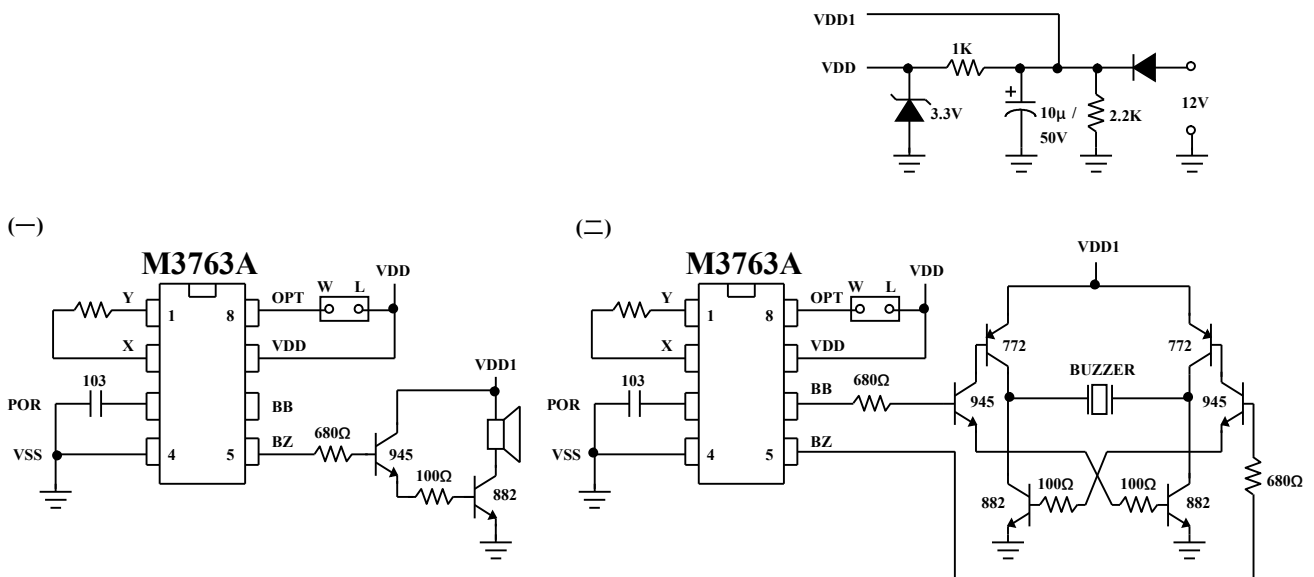 VDD1
1K
VDD
3.3V
10μ /
50V
2.2K
12V
(一)
M3763A
VDD
W L
Y
OPT
1
8
X
VDD
VDD1
103
POR
BB
680Ω
BZ
VSS
4
5
945
100Ω
882
(二)
M3763A
VDD
W L
Y
OPT
1
8
X
VDD
103
POR
BB
680Ω
BZ
VSS
4
5
VDD1
772
772
BUZZER
945
945
100Ω
100Ω
680Ω
882
882